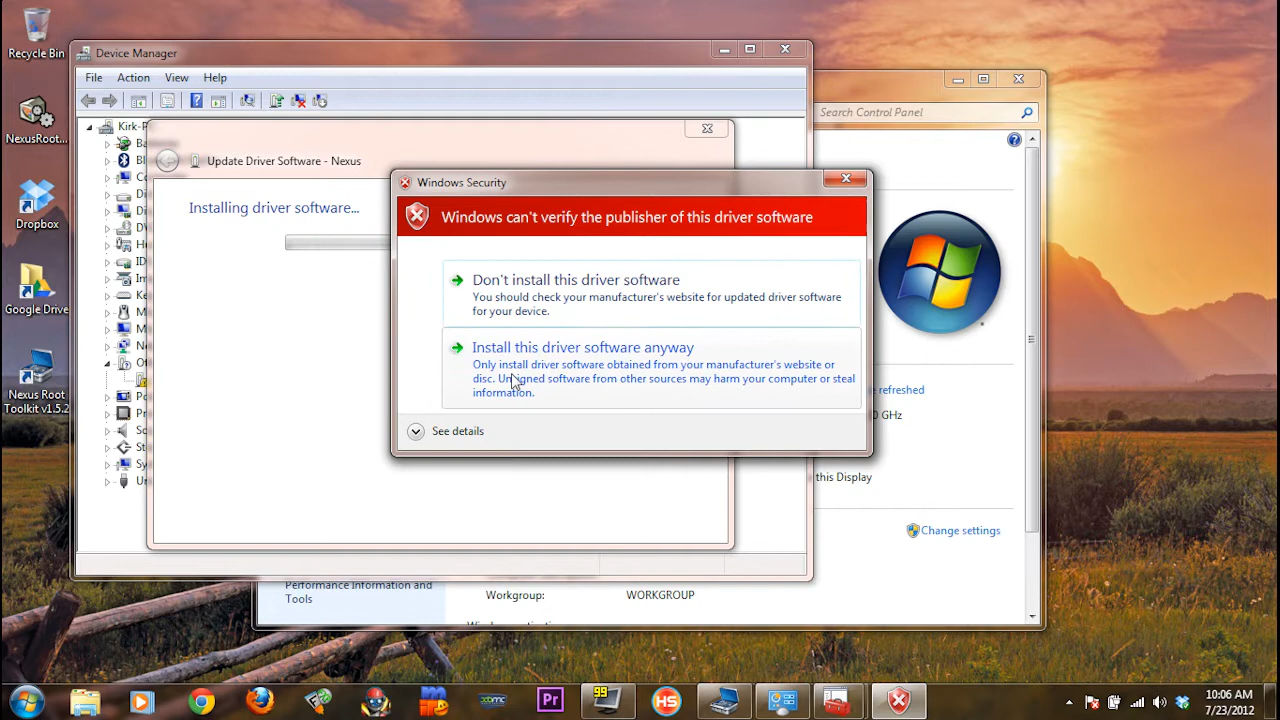 Recycle Bin
NexusRoot...
Dropbox
Google Drive
Nexus Root
Toolkit v1.5.2
Device Manager
File Action View Help
Kirk-P
Update Driver Software - Nexus
Installing driver software...
Windows Security
Windows can't verify the publisher of this driver software
Don't install this driver software
You should check your manufacturer's website for updated driver software
for your device.
Install this driver software anyway
Only install driver software obtained from your manufacturer's website or
disc. Unsigned software from other sources may harm your computer or steal
information.
See details
Search Control Panel
e refreshed
0 GHz
this Display
Change settings
Performance Information and
Tools
Workgroup:
WORKGROUP
99
HS
Pr
10:06 AM
7/23/2012